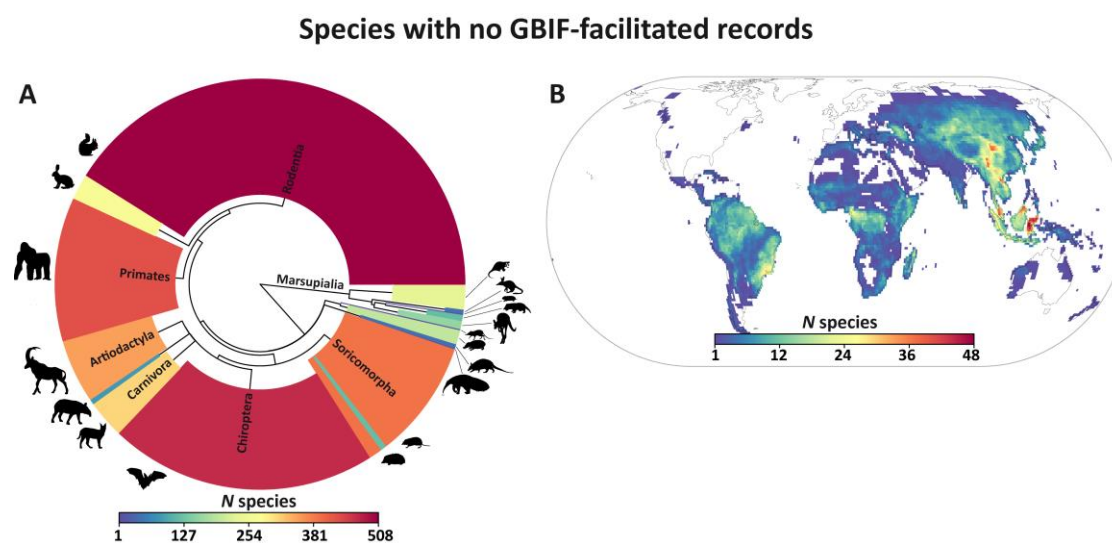 Species with no GBIF-facilitated records
A
B
Rodentia
Primates
Marsupialia
Artiodactyla
Carnivora
Chiroptera
Soricomorpha
N species
1 12 24 36 48
N species
1 127 254 381 508